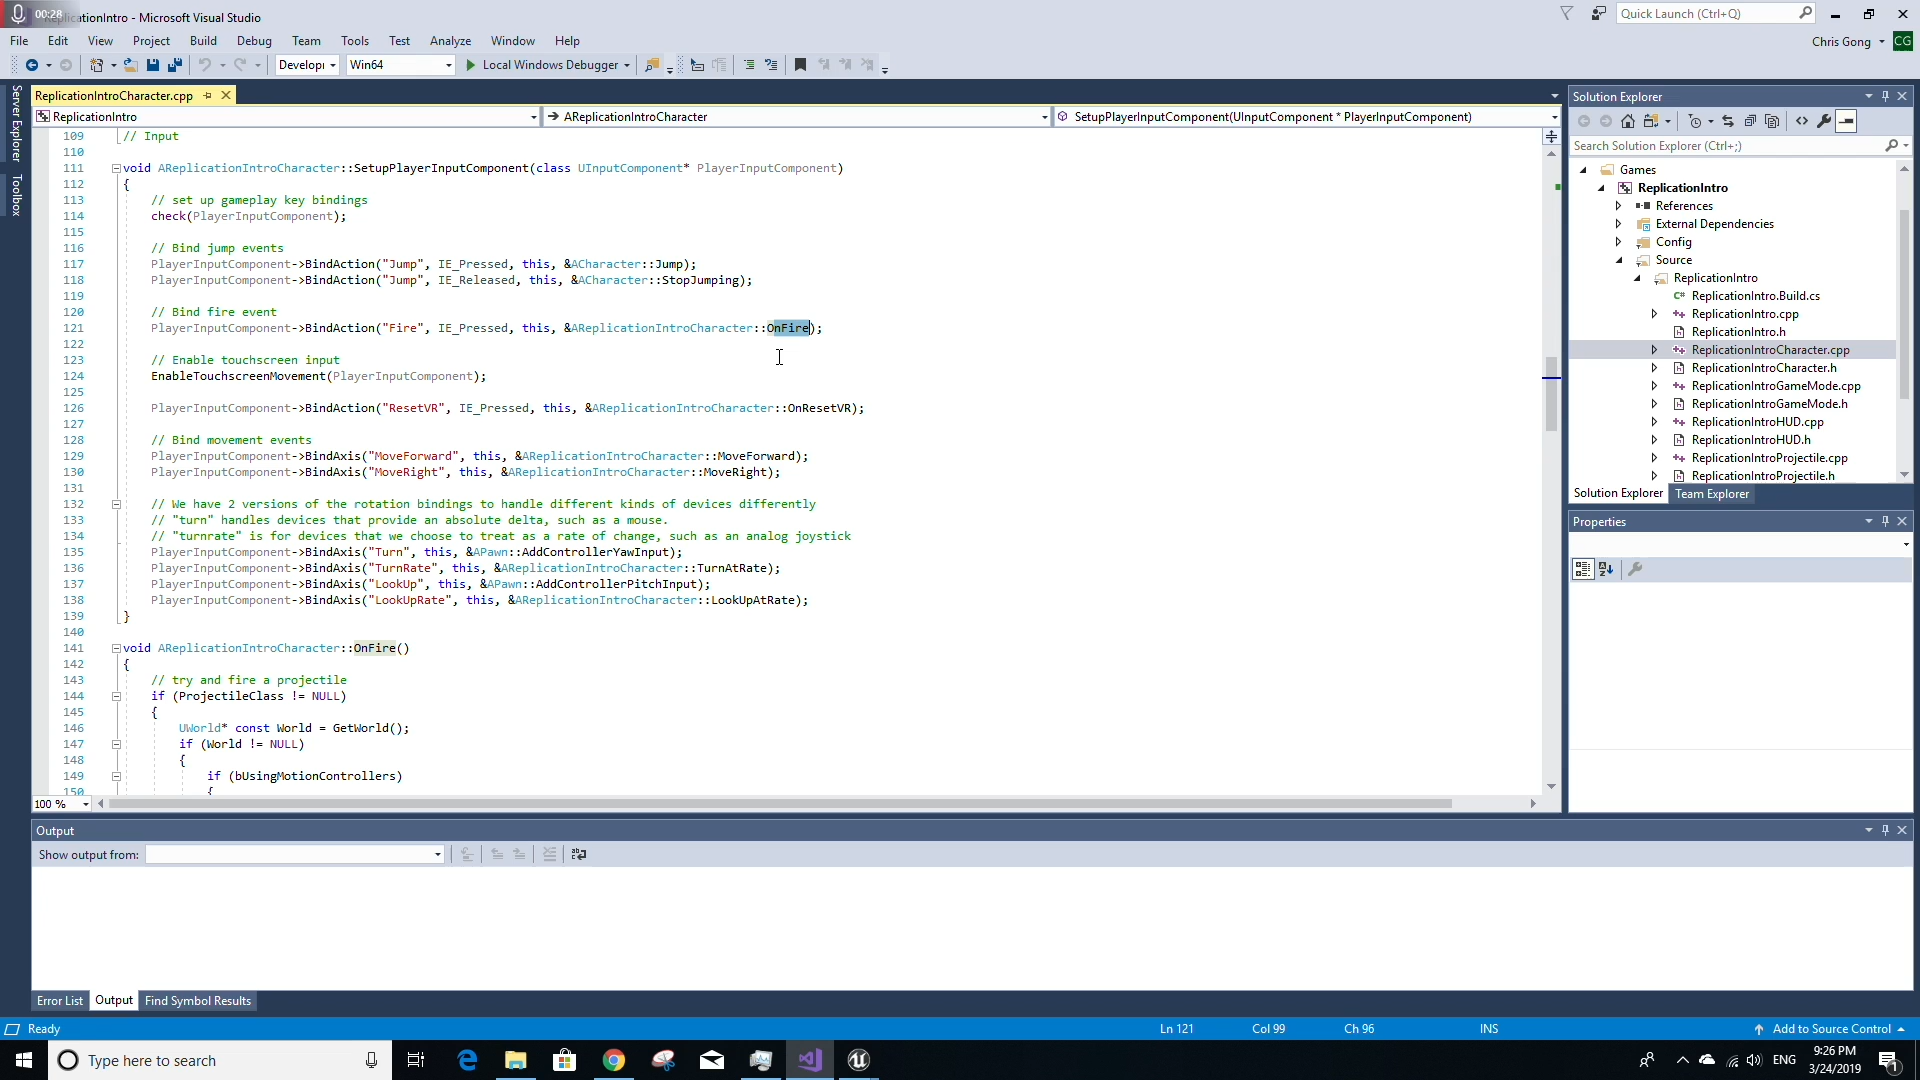 00:28
ationIntro - Microsoft Visual Studio
Quick Launch (Ctrl+Q)
File Edit View Project Build Debug Team Tools Test Analyze Window Help
Chris Gong CG
Develop Win64 Local Windows Debugger
Server Explorer
Toolbox
ReplicationIntroCharacter.cpp
ReplicationIntro
AReplicationIntroCharacter
SetupPlayerInputComponent(UInputComponent * PlayerInputComponent)
109 // Input
110
111 void AReplicationIntroCharacter::SetupPlayerInputComponent(class UInputComponent* PlayerInputComponent)
112 {
113 // set up gameplay key bindings
114 check(PlayerInputComponent);
115
116 // Bind jump events
117 PlayerInputComponent->BindAction("Jump", IE_Pressed, this, &ACharacter::Jump);
118 PlayerInputComponent->BindAction("Jump", IE_Released, this, &ACharacter::StopJumping);
119
120 // Bind fire event
121 PlayerInputComponent->BindAction("Fire", IE_Pressed, this, &AReplicationIntroCharacter::OnFire);
122
123 // Enable touchscreen input
124 EnableTouchscreenMovement(PlayerInputComponent);
125
126 PlayerInputComponent->BindAction("ResetVR", IE_Pressed, this, &AReplicationIntroCharacter::OnResetVR);
127
128 // Bind movement events
129 PlayerInputComponent->BindAxis("MoveForward", this, &AReplicationIntroCharacter::MoveForward);
130 PlayerInputComponent->BindAxis("MoveRight", this, &AReplicationIntroCharacter::MoveRight);
131
132 // We have 2 versions of the rotation bindings to handle different kinds of devices differently
133 // "turn" handles devices that provide an absolute delta, such as a mouse.
134 // "turnrate" is for devices that we choose to treat as a rate of change, such as an analog joystick
135 PlayerInputComponent->BindAxis("Turn", this, &APawn::AddControllerYawInput);
136 PlayerInputComponent->BindAxis("TurnRate", this, &AReplicationIntroCharacter::TurnAtRate);
137 PlayerInputComponent->BindAxis("LookUp", this, &APawn::AddControllerPitchInput);
138 PlayerInputComponent->BindAxis("LookUpRate", this, &AReplicationIntroCharacter::LookUpAtRate);
139 }
140
141 void AReplicationIntroCharacter::OnFire()
142 {
143 // try and fire a projectile
144 if (ProjectileClass != NULL)
145 {
146 UWorld* const World = GetWorld();
147 if (World != NULL)
148 {
149 if (bUsingMotionControllers)
150 {
100 %
Solution Explorer
Search Solution Explorer (Ctrl+;)
Games
ReplicationIntro
References
External Dependencies
Config
Source
ReplicationIntro
ReplicationIntro.Build.cs
ReplicationIntro.cpp
ReplicationIntro.h
ReplicationIntroCharacter.cpp
ReplicationIntroCharacter.h
ReplicationIntroGameMode.cpp
ReplicationIntroGameMode.h
ReplicationIntroHUD.cpp
ReplicationIntroHUD.h
ReplicationIntroProjectile.cpp
ReplicationIntroProjectile.h
Solution Explorer Team Explorer
Properties
Output
Show output from:
Error List Output Find Symbol Results
Ready Ln 121 Col 99 Ch 96 INS Add to Source Control
Type here to search
ENG
9:26 PM
3/24/2019
1